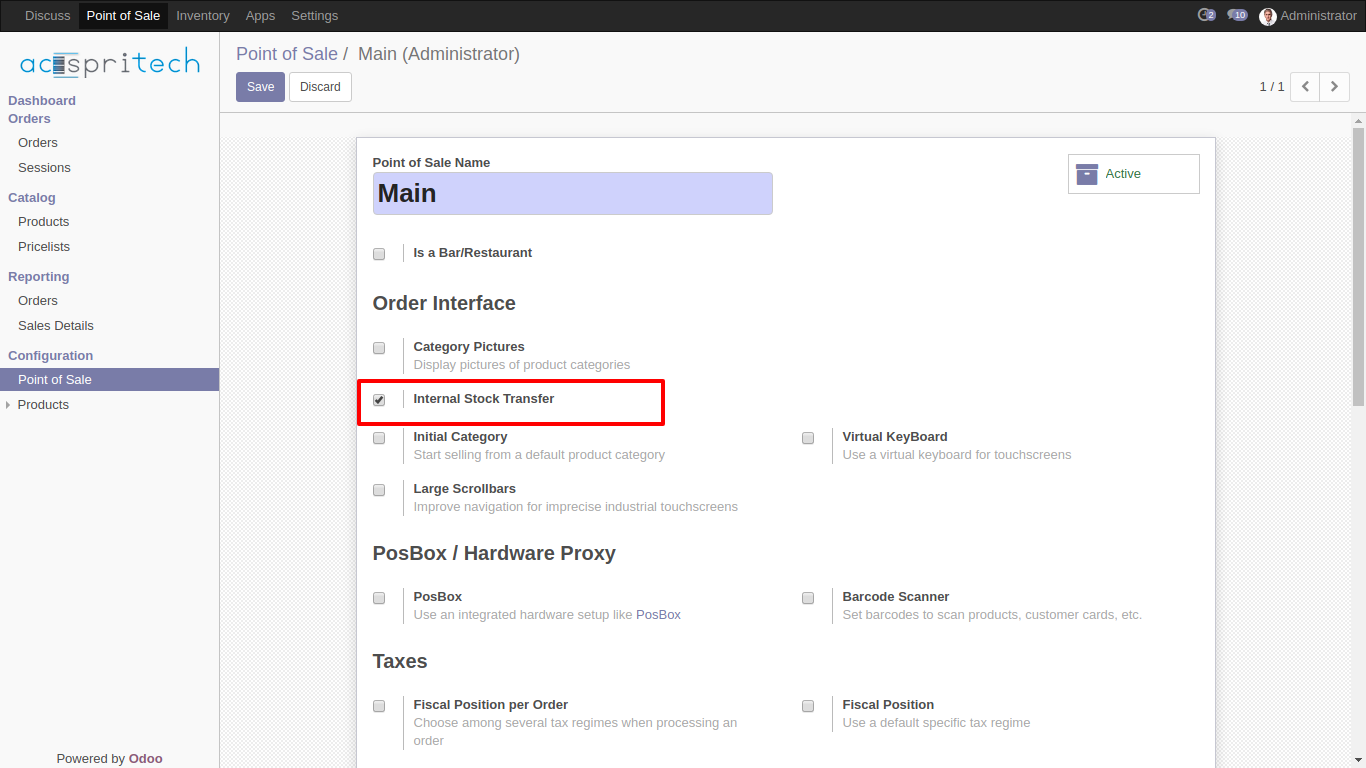 Discuss Point of Sale Inventory Apps Settings 2 10 Administrator
acespritech
Dashboard
Orders
Orders
Sessions
Catalog
Products
Pricelists
Reporting
Orders
Sales Details
Configuration
Point of Sale
Products
Powered by Odoo
Point of Sale / Main (Administrator)
Save Discard 1 / 1
Point of Sale Name
Main
Active
Is a Bar/Restaurant
Order Interface
Category Pictures
Display pictures of product categories
Internal Stock Transfer
Initial Category
Start selling from a default product category
Virtual KeyBoard
Use a virtual keyboard for touchscreens
Large Scrollbars
Improve navigation for imprecise industrial touchscreens
PosBox / Hardware Proxy
PosBox
Use an integrated hardware setup like PosBox
Barcode Scanner
Set barcodes to scan products, customer cards, etc.
Taxes
Fiscal Position per Order
Choose among several tax regimes when processing an
order
Fiscal Position
Use a default specific tax regime